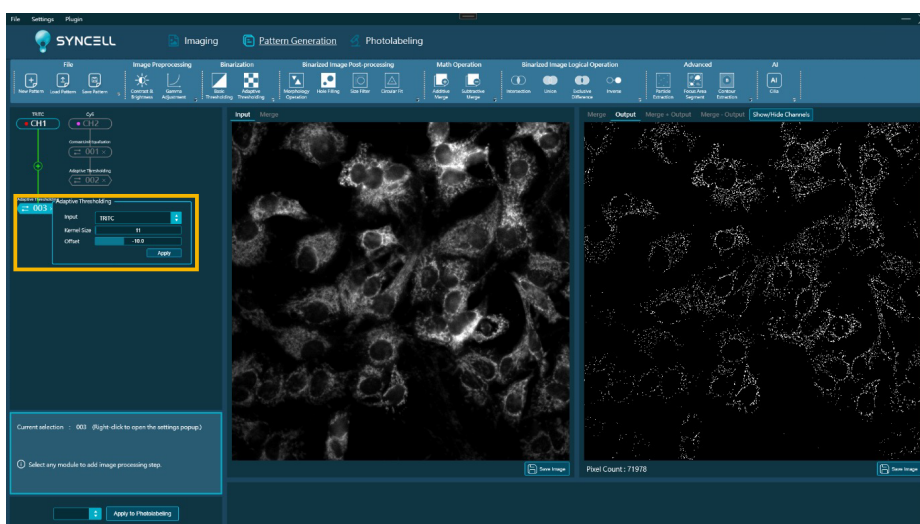 File Settings Plugin
SYNCELL
Imaging Pattern Generation Photolabeling
File Image Preprocessing Binarization Binarized Image Post-processing Math Operation Binarized Image Logical Operation Advanced AI
New Pattern Load Pattern Save Pattern Contrast & Brightness Gamma Adjustment Basic Thresholding Adaptive Thresholding Morphology Operation Hole Filling Size Filter Circular Fit Additive Merge Subtractive Merge Intersection Union Exclusive Difference Inverse Particle Extraction Focus Area Segment Contour Extraction
TRITC Cy5
CH1 CH2
001
Adaptive Thresholding
002
003
Adaptive Thresholding
Input TRITC
Kernel Size 11
Offset -10.0
Apply
Input Merge
Merge Output Merge + Output Merge - Output Show/Hide Channels
Save Image
Pixel Count : 71978
Save Image
Current selection : 003 (Right-click to open the settings popup.)
Select any module to add image processing step.
Apply to Photolabeling